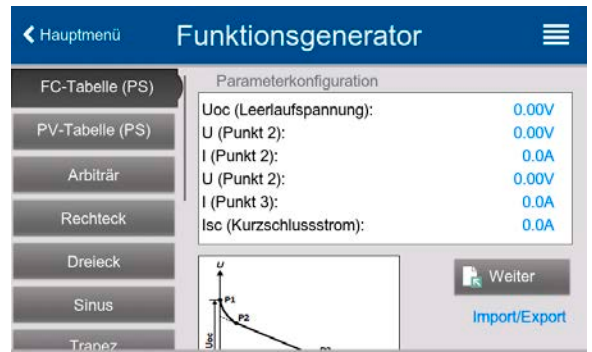 Hauptmenü
Funktionsgenerator
FC-Tabelle (PS)
PV-Tabelle (PS)
Arbiträr
Rechteck
Dreieck
Sinus
Trapez
Parameterkonfiguration
Uoc (Leerlaufspannung): 0.00V
U (Punkt 2): 0.00V
I (Punkt 2): 0.0A
U (Punkt 2): 0.00V
I (Punkt 3): 0.0A
Isc (Kurzschlussstrom): 0.0A
U
P1
P2
Uoc
Weiter
Import/Export